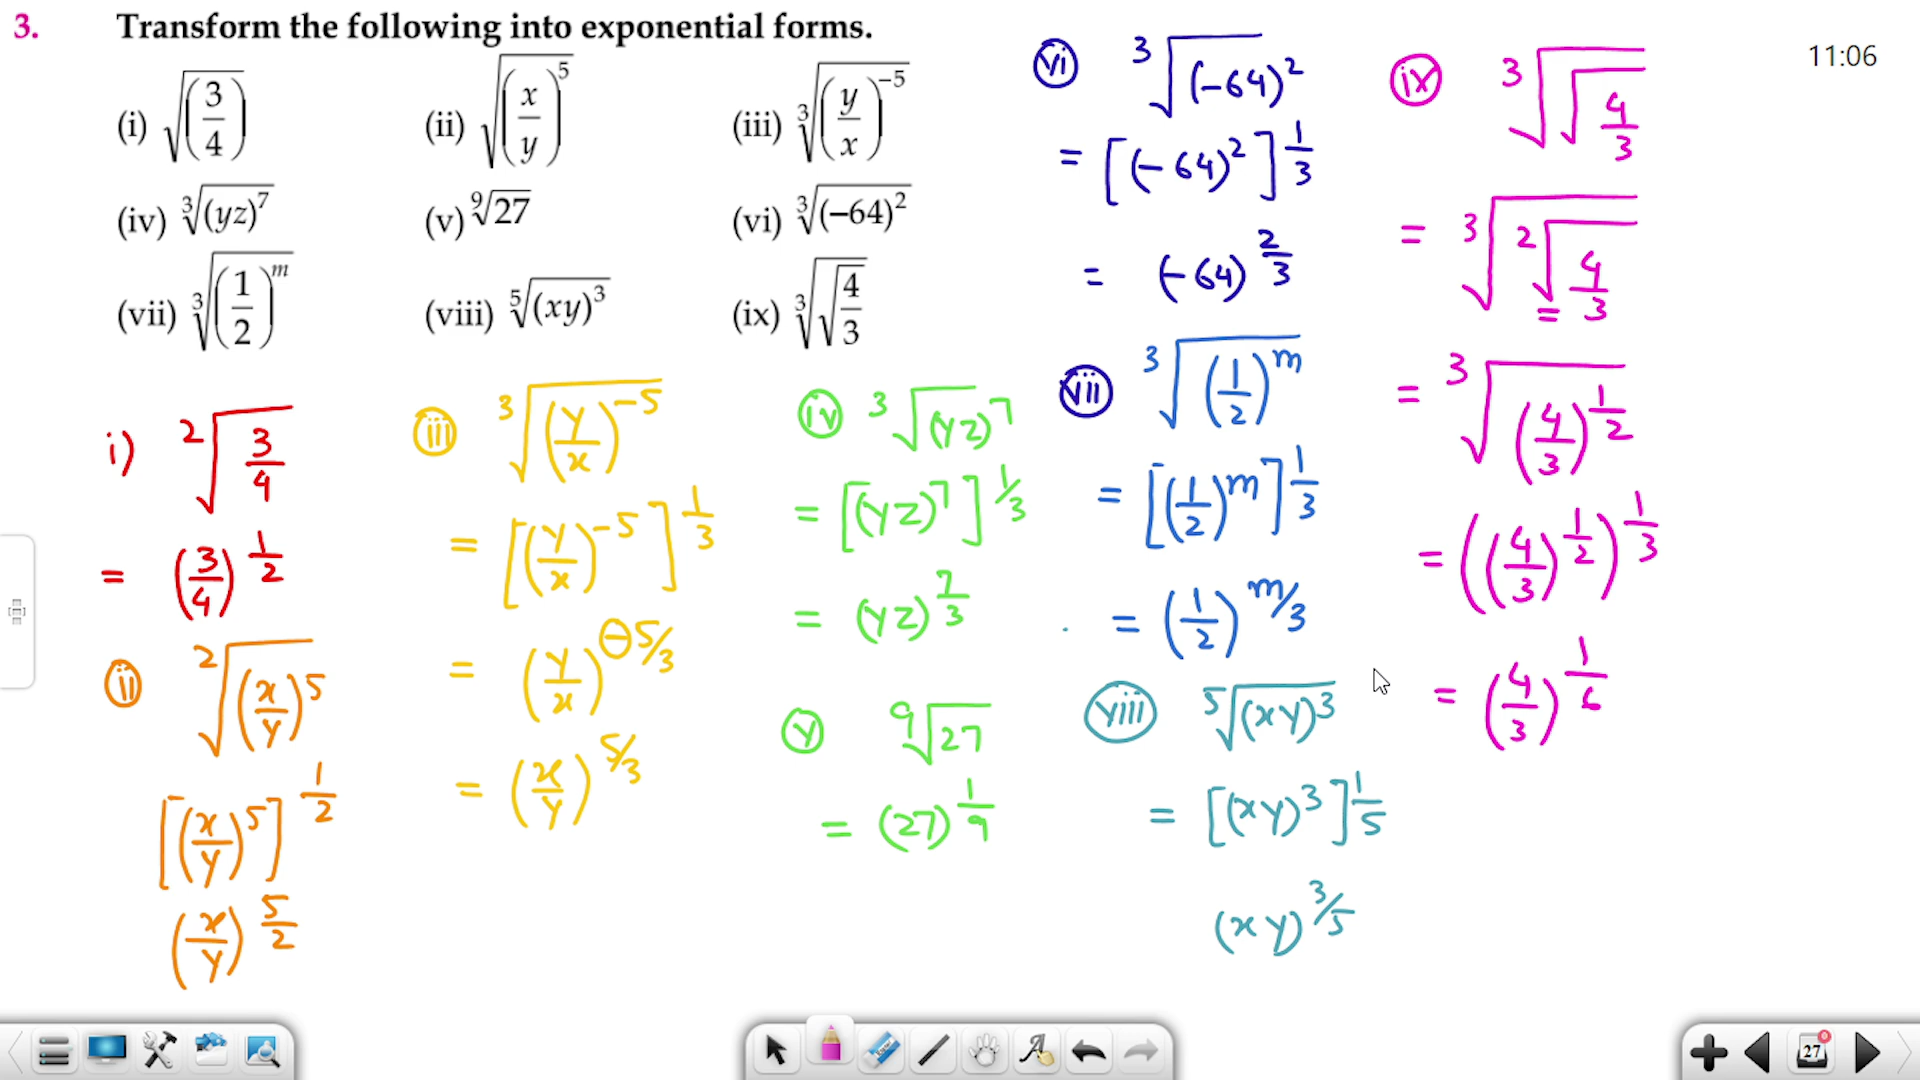 3. Transform the following into exponential forms.
11:06
(i) √(3/4) (ii) √(x/y)⁵ (iii) ³√(y/x)⁻⁵
(iv) ³√(yz)⁷ (v) ⁹√27 (vi) ³√(−64)²
(vii) ³√(1/2)ᵐ (viii) ⁵√(xy)³ (ix) ³√√(4/3)
i) ²√(3/4)
= (3/4)^(1/2)
ii ²√(x/y)⁵
[(x/y)⁵]^(1/2)
(x/y)^(5/2)
iii ³√(y/x)⁻⁵
= [(y/x)⁻⁵]^(1/3)
= (y/x)^(−5/3)
= (x/y)^(5/3)
iv ³√(yz)⁷
= [(yz)⁷]^(1/3)
= (yz)^(7/3)
v ⁹√27
= (27)^(1/9)
vi ³√(−64)²
= [(−64)²]^(1/3)
= (−64)^(2/3)
vii ³√(1/2)ᵐ
= [(1/2)ᵐ]^(1/3)
= (1/2)^(m/3)
viii ⁵√(xy)³
= [(xy)³]^(1/5)
(xy)^(3/5)
ix ³√√(4/3)
= ³√²√(4/3)
= ³√(4/3)^(1/2)
= ((4/3)^(1/2))^(1/3)
= (4/3)^(1/6)
27